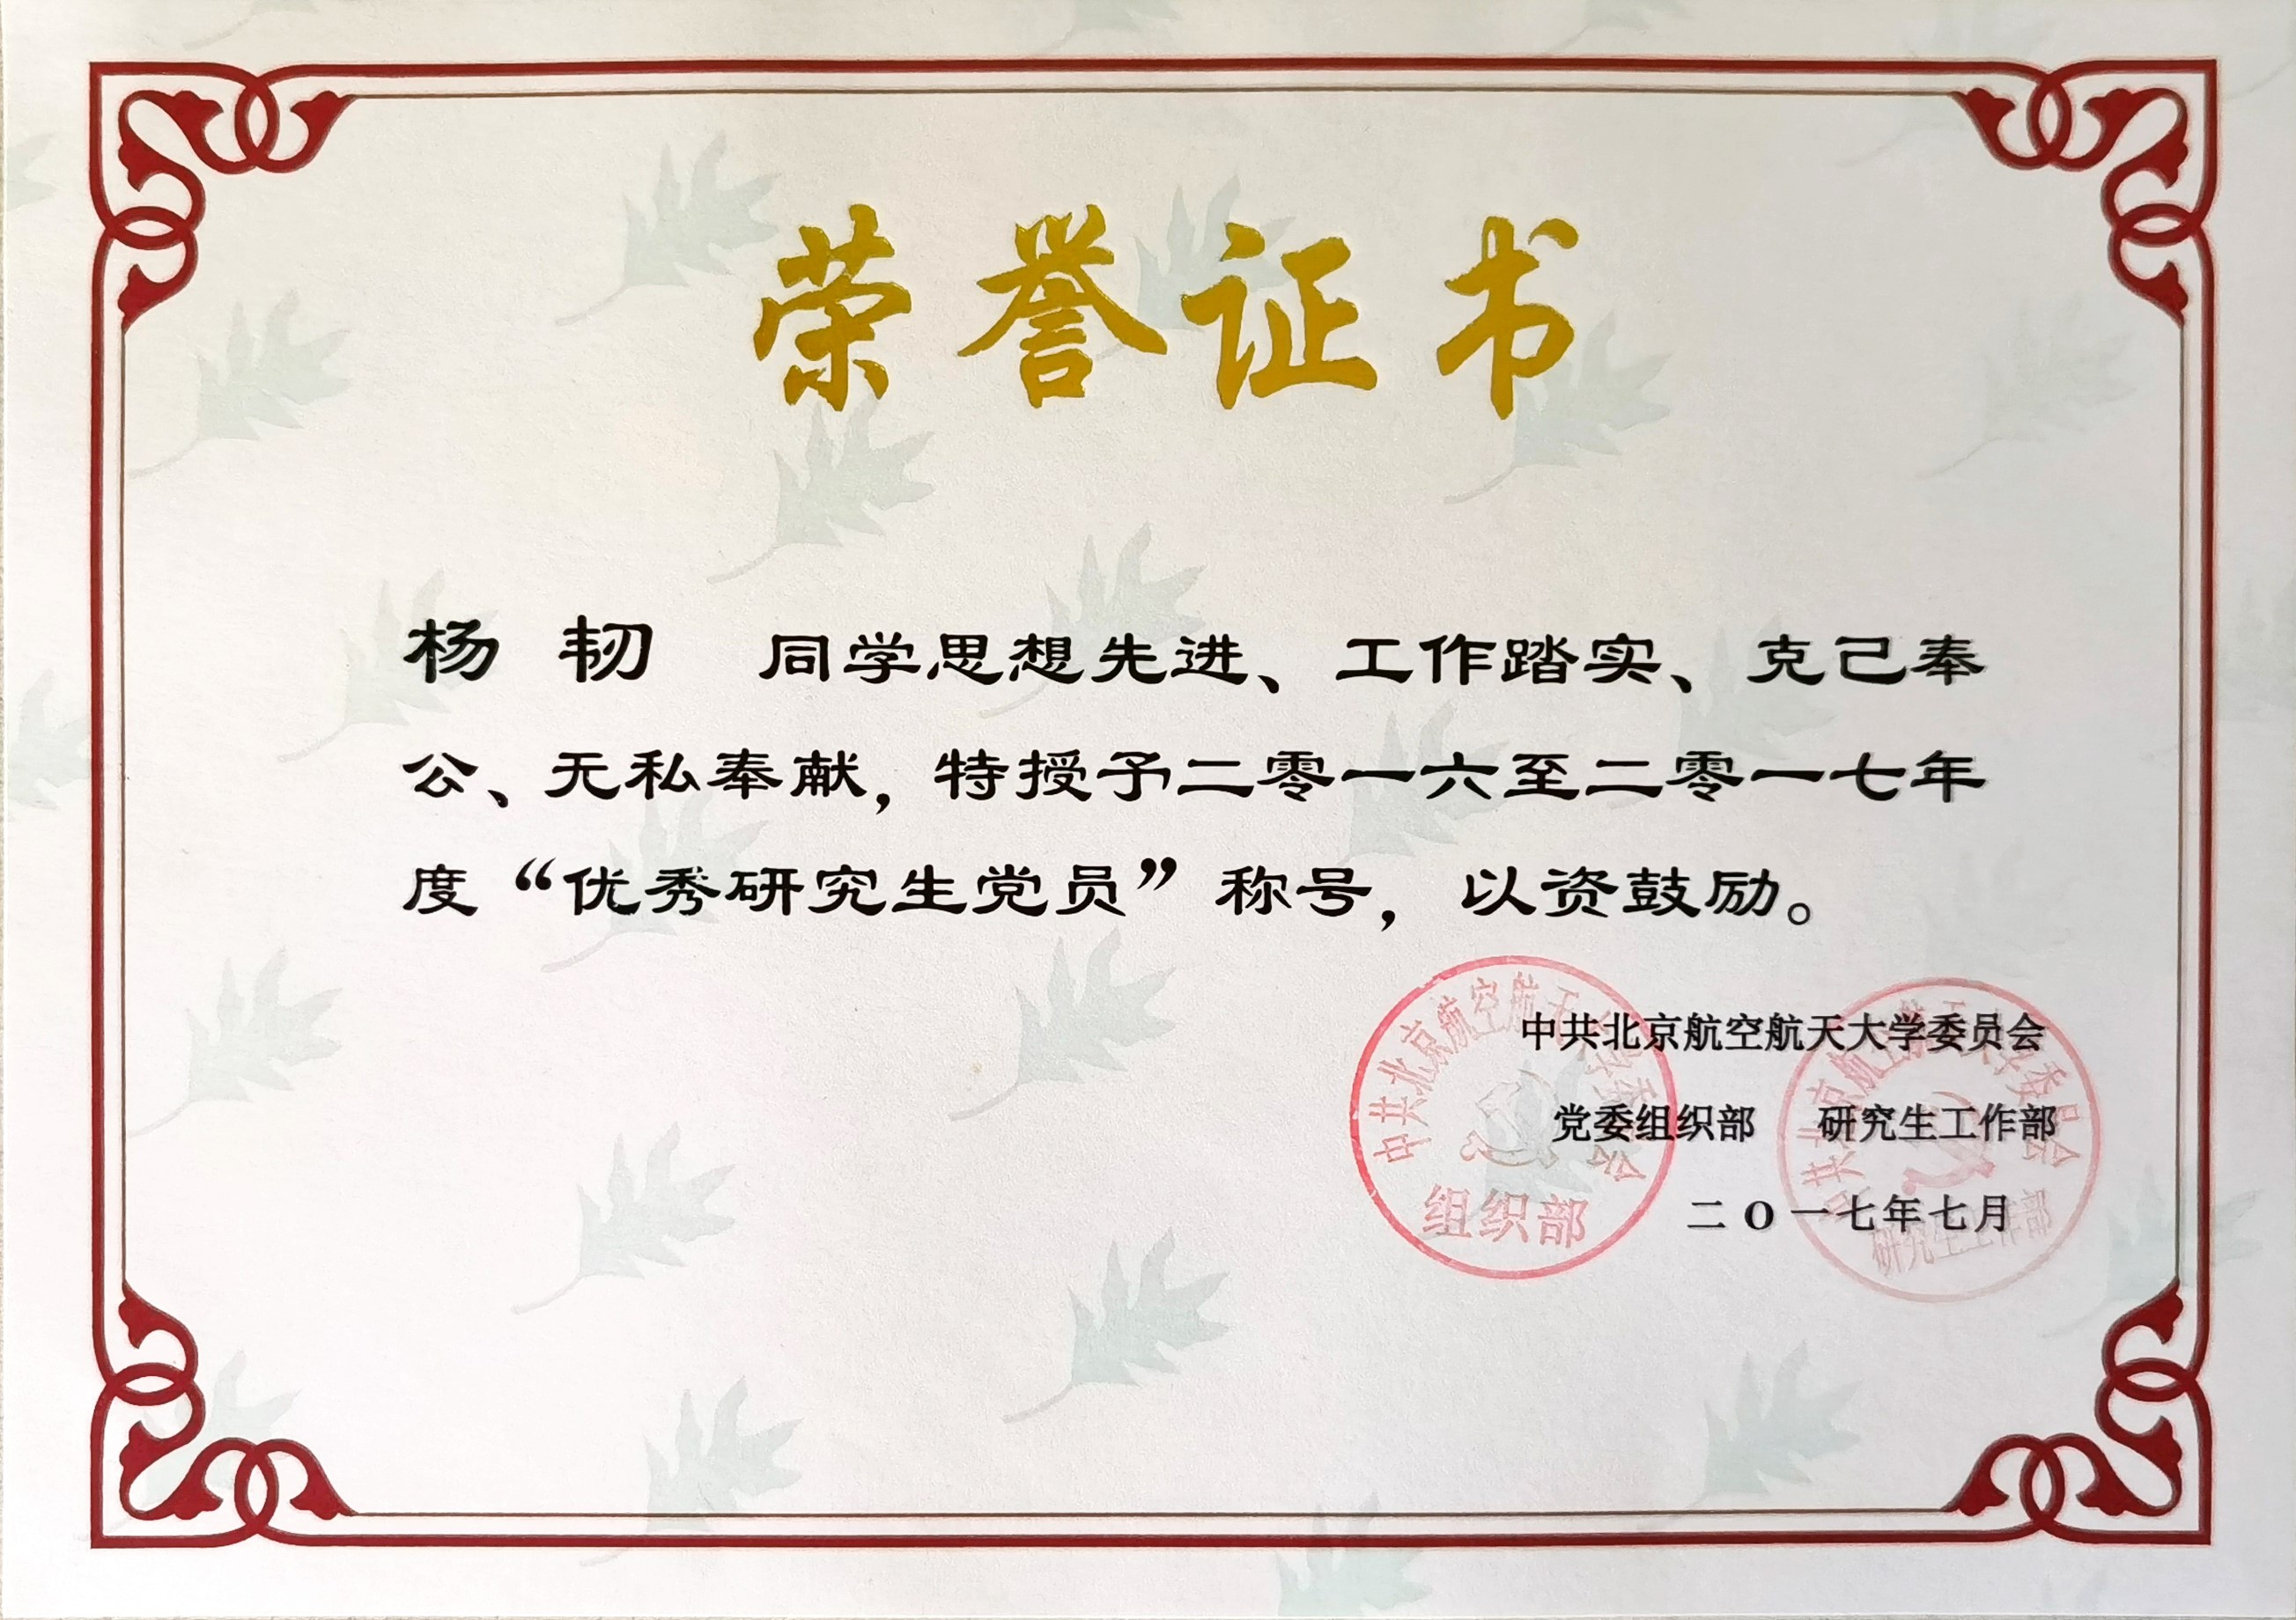 荣誉证书
杨 韧 同学思想先进、工作踏实、克己奉
公、无私奉献，特授予二零一六至二零一七年
度“优秀研究生党员”称号，以资鼓励。
中共北京航空航天大学委员会
党委组织部 研究生工作部
二O一七年七月
中共北京航空航天大学委员会
组织部
中共北京航空航天大学委员会
研究生工作部